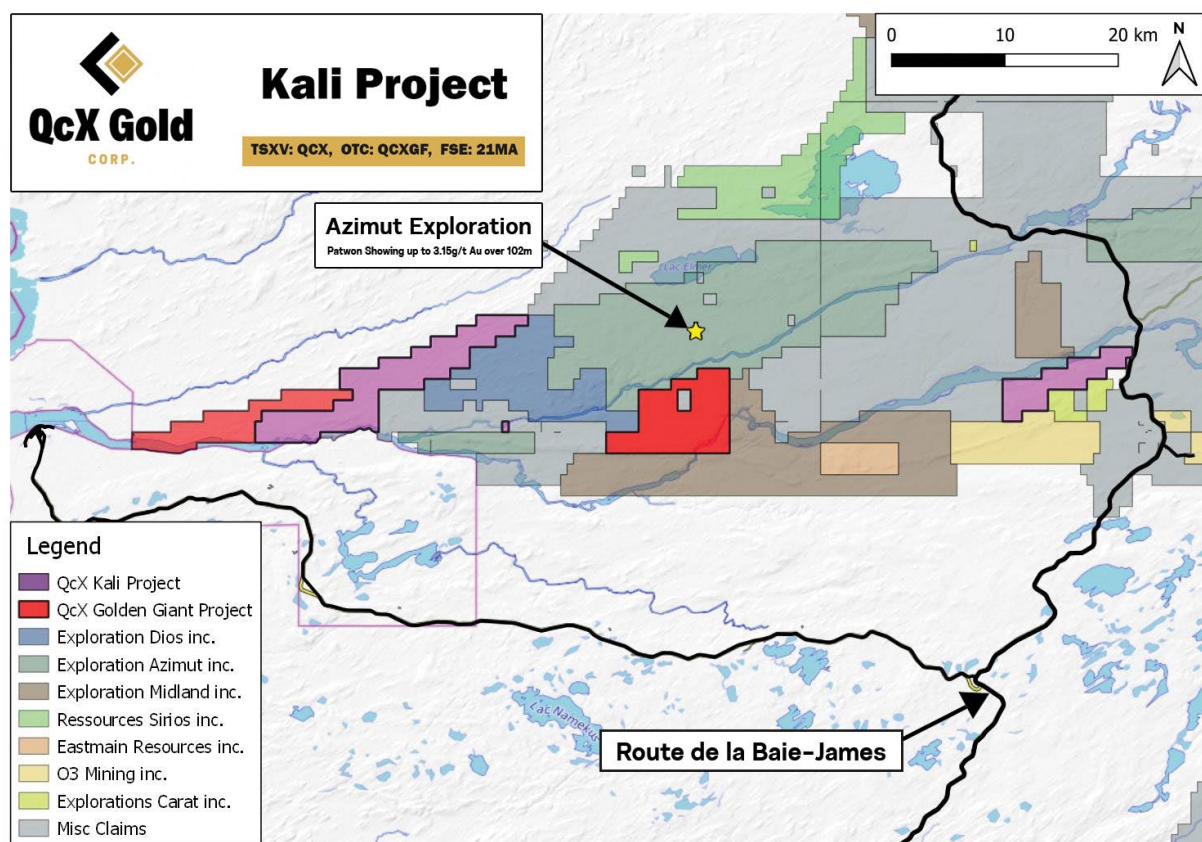 QcX Gold
CORP.
Kali Project
TSXV: QCX, OTC: QCXGF, FSE: 21MA
0 10 20 km
N
Azimut Exploration
Patwon Showing up to 3.15g/t Au over 102m
Lac Elmer
Legend
QcX Kali Project
QcX Golden Giant Project
Exploration Dios inc.
Exploration Azimut inc.
Exploration Midland inc.
Ressources Sirios inc.
Eastmain Resources inc.
O3 Mining inc.
Explorations Carat inc.
Misc Claims
Lac Namekus
Route de la Baie-James